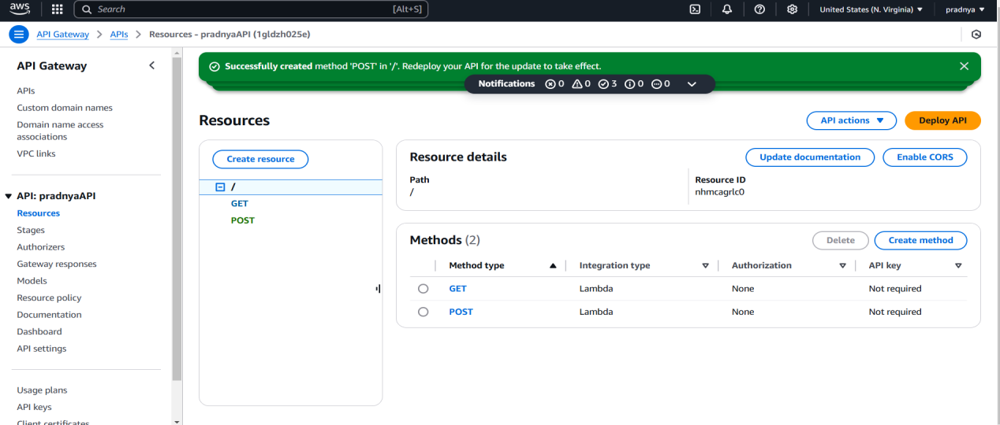 aws
Search [Alt+S] United States (N. Virginia) ▼ pradnya ▼
API Gateway > APIs > Resources - pradnyaAPI (1gldzh025e)
API Gateway
APIs
Custom domain names
Domain name access
associations
VPC links
▼ API: pradnyaAPI
Resources
Stages
Authorizers
Gateway responses
Models
Resource policy
Documentation
Dashboard
API settings
Usage plans
API keys
Client certificates
Successfully created method 'POST' in '/'. Redeploy your API for the update to take effect.
Notifications 0 0 3 0 0
Resources
API actions ▼ Deploy API
Create resource
/
GET
POST
Resource details
Update documentation Enable CORS
Path
/
Resource ID
nhmcagrlc0
Methods (2)
Delete Create method
Method type Integration type Authorization API key
GET Lambda None Not required
POST Lambda None Not required